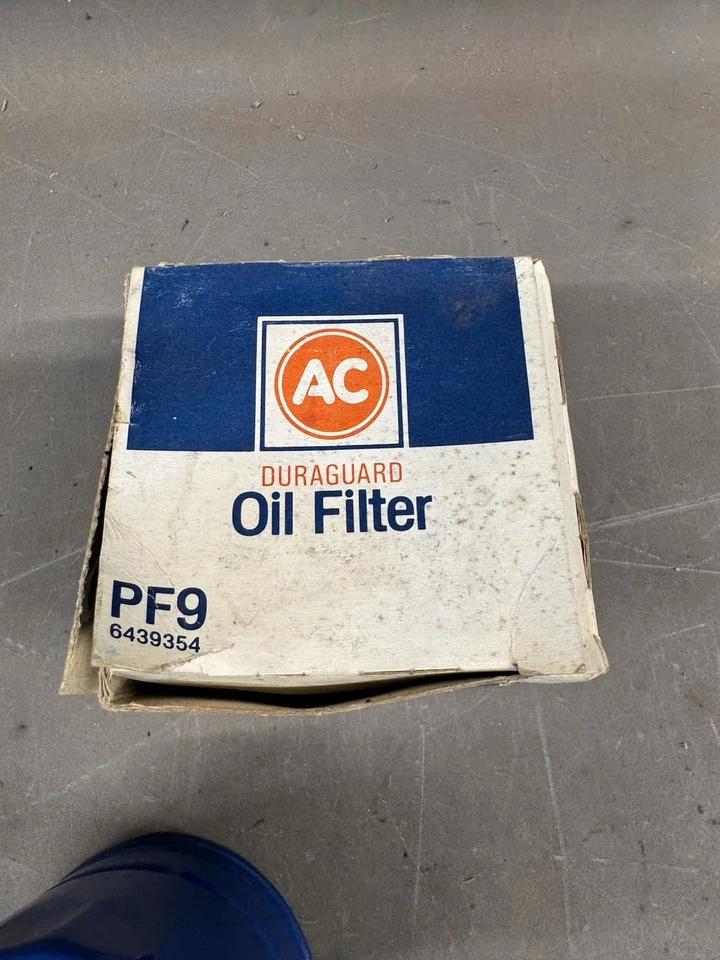 AC
DURAGUARD
Oil Filter
PF9
6439354